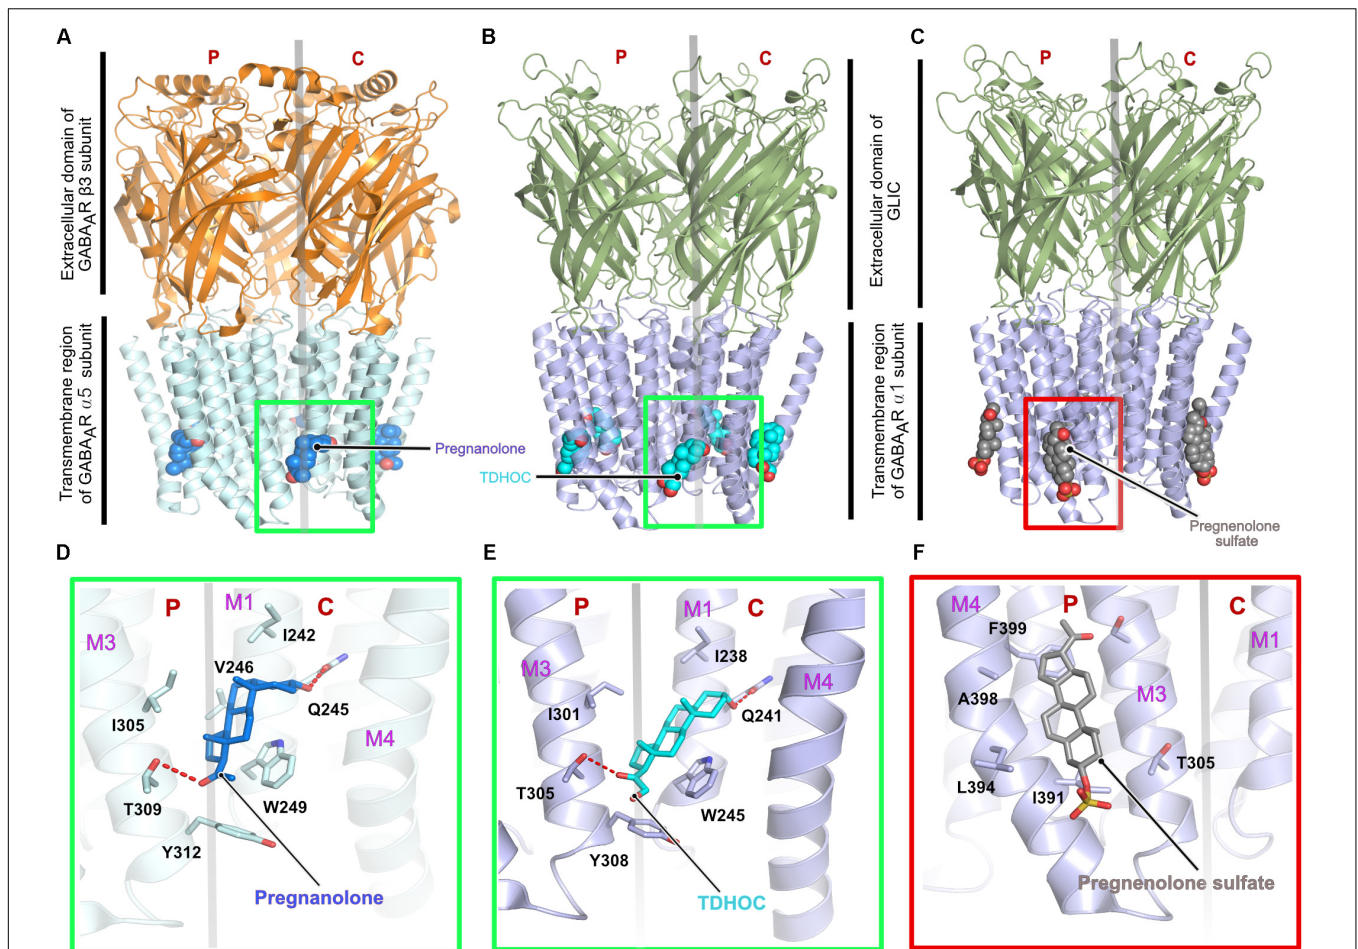 A
P
C
Extracellular domain of
GABAAR β3 subunit
Transmembrane region
of GABAAR α5 subunit
Pregnanolone
B
P
C
TDHOC
Extracellular domain of
GLIC
Transmembrane region
of GABAAR α1 subunit
C
P
C
Pregnenolone
sulfate
D
P
M1
C
M3
I242
V246
Q245
I305
M4
T309
W249
Y312
Pregnanolone
E
P
M1
C
I238
M3
M4
I301
Q241
T305
W245
Y308
TDHOC
F
M4
P
C
F399
M1
A398
M3
T305
L394
I391
Pregnenolone sulfate